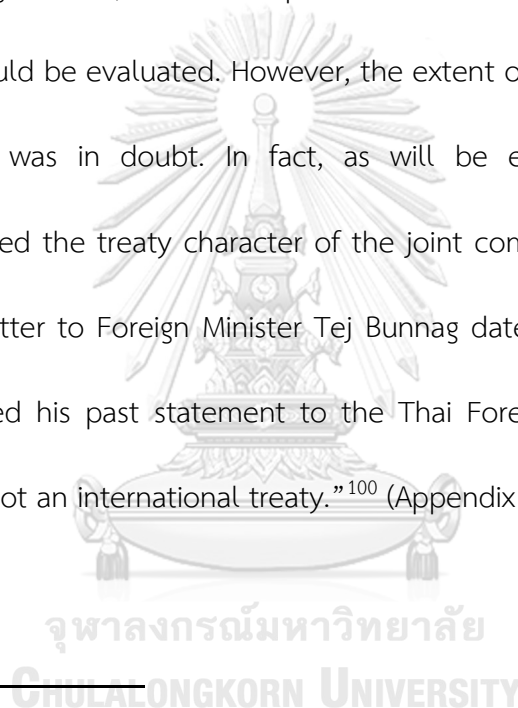 uld be evaluated. However, the extent o
was in doubt. In fact, as will be e
ed the treaty character of the joint con
tter to Foreign Minister Tej Bunnag date
ed his past statement to the Thai Fore
ot an international treaty.”100 (Appendix
จุฬาลงกรณ์มหาวิทยาลัย
CHULALONGKORN UNIVERSITY